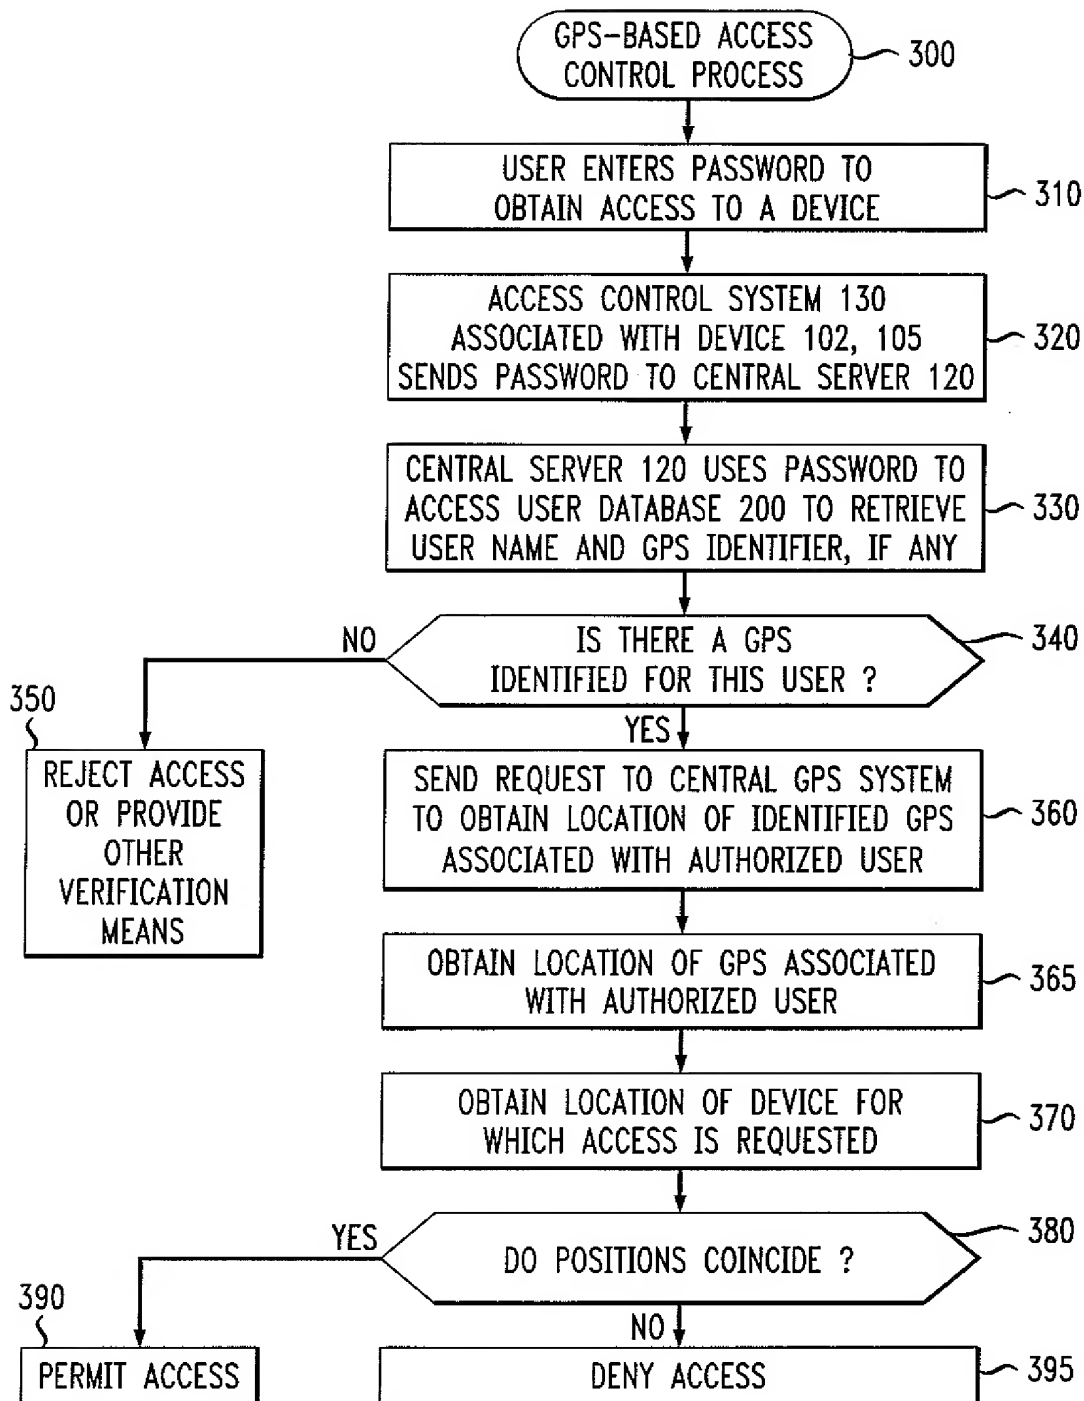 GPS-BASED ACCESS
CONTROL PROCESS
300
USER ENTERS PASSWORD TO
OBTAIN ACCESS TO A DEVICE
310
ACCESS CONTROL SYSTEM 130
ASSOCIATED WITH DEVICE 102, 105
SENDS PASSWORD TO CENTRAL SERVER 120
320
CENTRAL SERVER 120 USES PASSWORD TO
ACCESS USER DATABASE 200 TO RETRIEVE
USER NAME AND GPS IDENTIFIER, IF ANY
330
IS THERE A GPS
IDENTIFIED FOR THIS USER ?
340
NO
YES
350
REJECT ACCESS
OR PROVIDE
OTHER
VERIFICATION
MEANS
SEND REQUEST TO CENTRAL GPS SYSTEM
TO OBTAIN LOCATION OF IDENTIFIED GPS
ASSOCIATED WITH AUTHORIZED USER
360
OBTAIN LOCATION OF GPS ASSOCIATED
WITH AUTHORIZED USER
365
OBTAIN LOCATION OF DEVICE FOR
WHICH ACCESS IS REQUESTED
370
DO POSITIONS COINCIDE ?
380
YES
NO
390
PERMIT ACCESS
DENY ACCESS
395